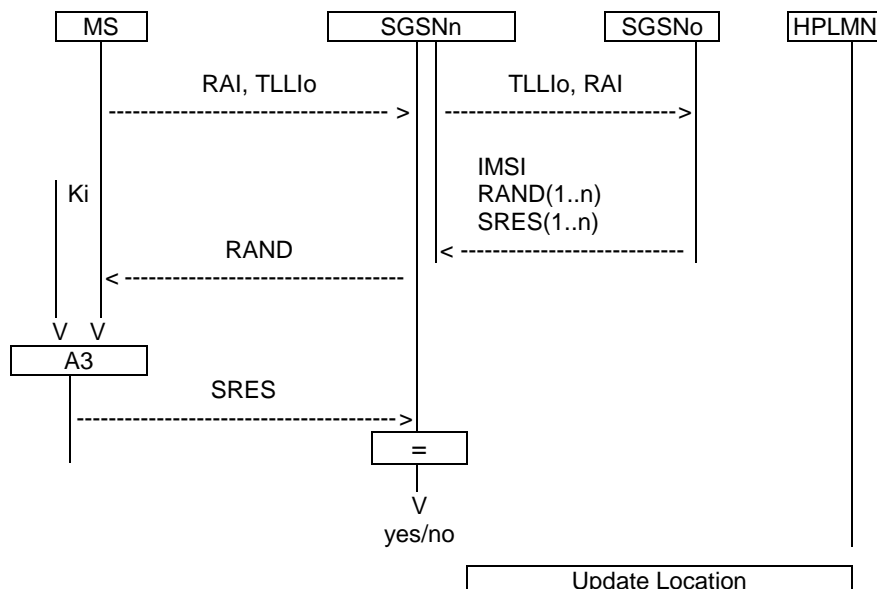 MS SGSNn SGSNo HPLMN
RAI, TLLIo TLLIo, RAI
---------------------------------- > ------------------------------->
IMSI
Ki RAND(1..n)
SRES(1..n)
RAND < -----------------------------
< ----------------------------------
V V
A3
SRES
--------------------------------------->
=
V
yes/no
Update Location